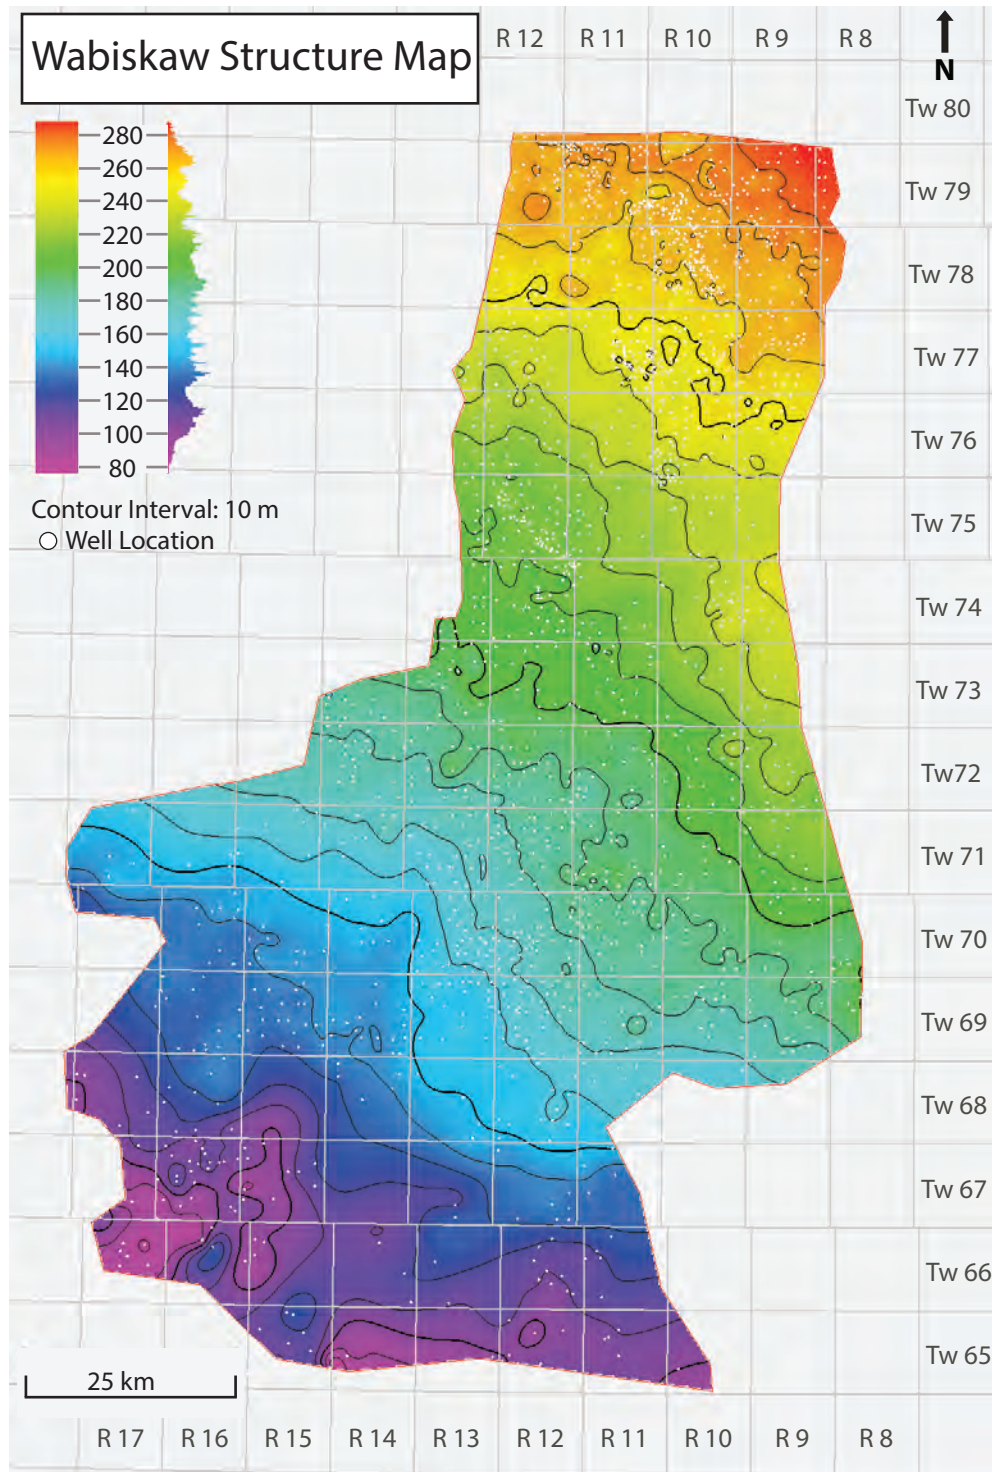 Wabiskaw Structure Map
R 12 R 11 R 10 R 9 R 8
N
280
260
240
220
200
180
160
140
120
100
80
Contour Interval: 10 m
Well Location
Tw 80
Tw 79
Tw 78
Tw 77
Tw 76
Tw 75
Tw 74
Tw 73
Tw72
Tw 71
Tw 70
Tw 69
Tw 68
Tw 67
Tw 66
Tw 65
25 km
R 17 R 16 R 15 R 14 R 13 R 12 R 11 R 10 R 9 R 8